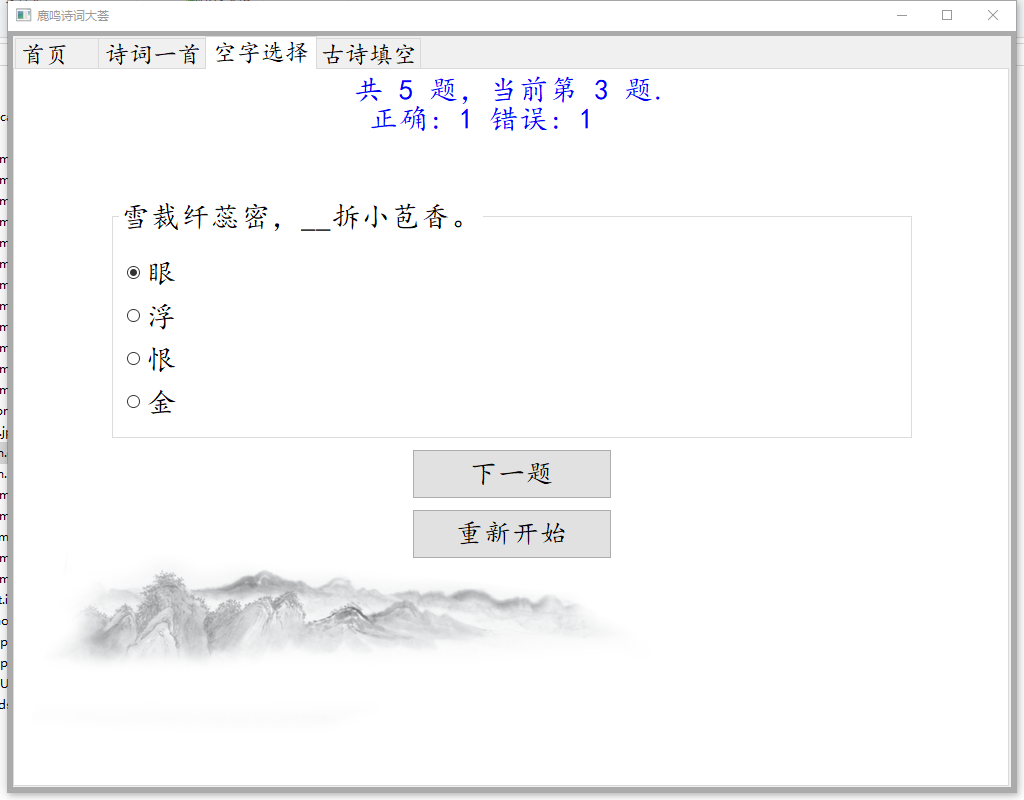 鹿鸣诗词大荟
首页 诗词一首 空字选择 古诗填空
共 5 题，当前第 3 题.
正确: 1 错误: 1
雪裁纤蕊密，__拆小苞香。
眼
浮
恨
金
下一题
重新开始